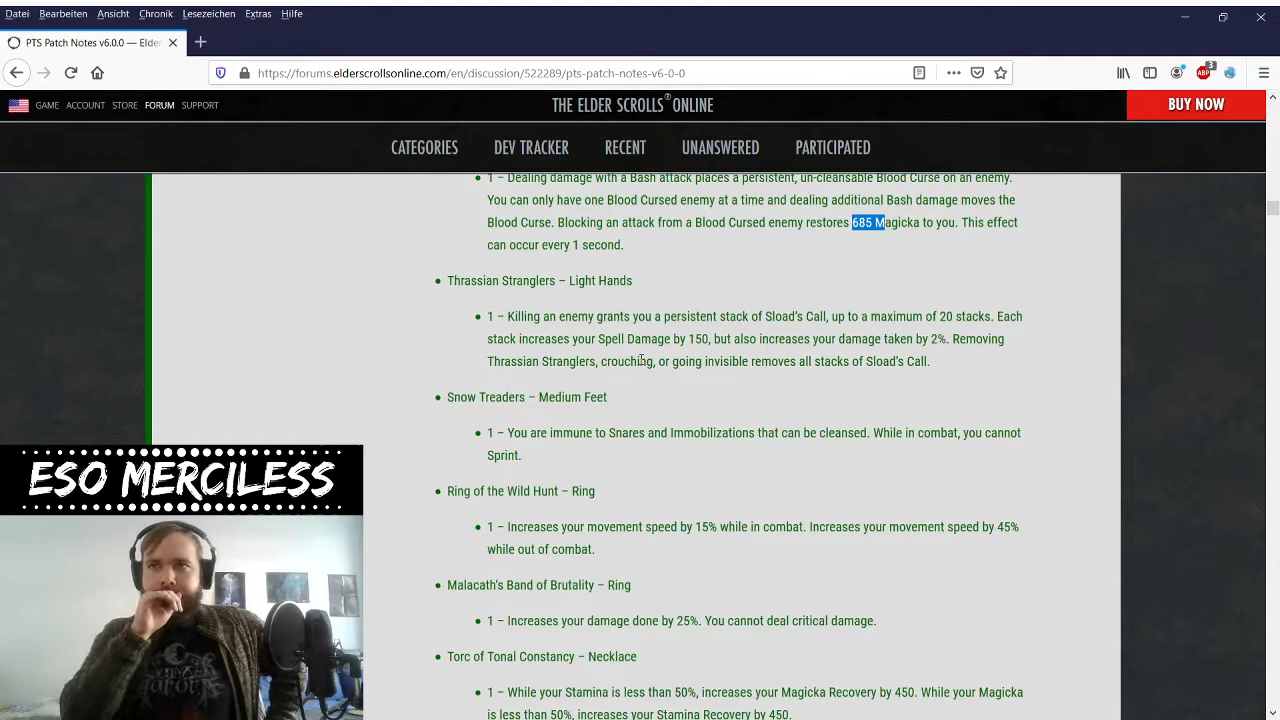 Datei Bearbeiten Ansicht Chronik Lesezeichen Extras Hilfe
PTS Patch Notes v6.0.0 — Elder
https://forums.elderscrollsonline.com/en/discussion/522289/pts-patch-notes-v6-0-0
ABP 3
GAME ACCOUNT STORE FORUM SUPPORT
THE ELDER SCROLLS® ONLINE
BUY NOW
CATEGORIES DEV TRACKER RECENT UNANSWERED PARTICIPATED
1 – Dealing damage with a Bash attack places a persistent, un-cleansable Blood Curse on an enemy.
You can only have one Blood Cursed enemy at a time and dealing additional Bash damage moves the
Blood Curse. Blocking an attack from a Blood Cursed enemy restores 685 Magicka to you. This effect
can occur every 1 second.
Thrassian Stranglers – Light Hands
1 – Killing an enemy grants you a persistent stack of Sload's Call, up to a maximum of 20 stacks. Each
stack increases your Spell Damage by 150, but also increases your damage taken by 2%. Removing
Thrassian Stranglers, crouching, or going invisible removes all stacks of Sload's Call.
Snow Treaders – Medium Feet
1 – You are immune to Snares and Immobilizations that can be cleansed. While in combat, you cannot
Sprint.
Ring of the Wild Hunt – Ring
1 – Increases your movement speed by 15% while in combat. Increases your movement speed by 45%
while out of combat.
Malacath's Band of Brutality – Ring
1 – Increases your damage done by 25%. You cannot deal critical damage.
Torc of Tonal Constancy – Necklace
1 – While your Stamina is less than 50%, increases your Magicka Recovery by 450. While your Magicka
is less than 50%, increases your Stamina Recovery by 450.
ESO MERCILESS